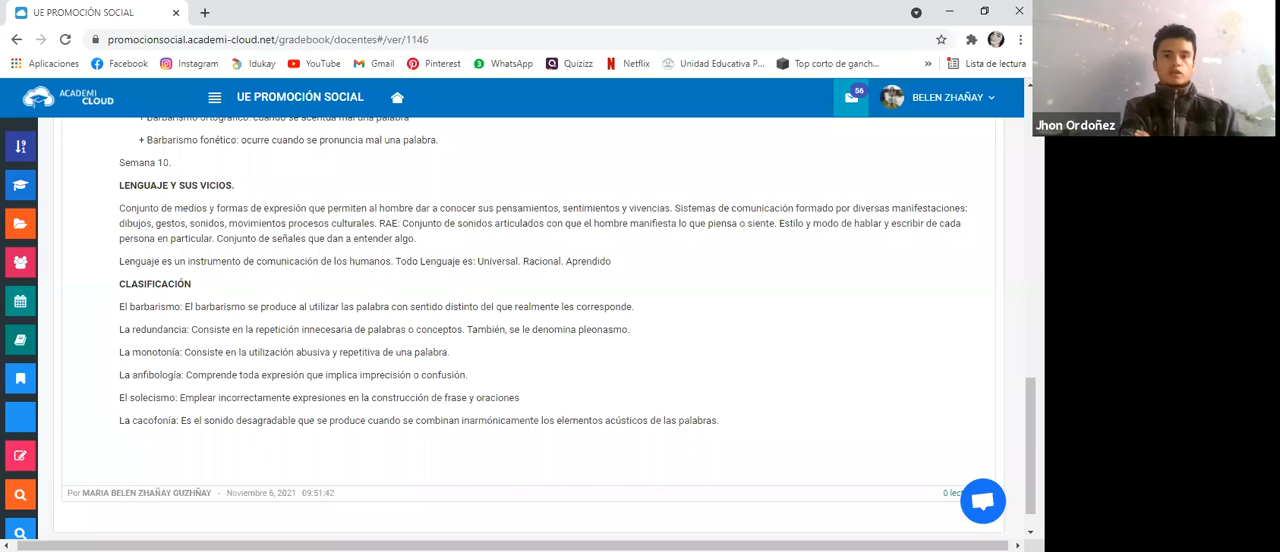 UE PROMOCIÓN SOCIAL
promocionsocial.academi-cloud.net/gradebook/docentes#/ver/1146
Aplicaciones Facebook Instagram Idukay YouTube Gmail Pinterest WhatsApp Quizizz Netflix Unidad Educativa P... Top corto de ganch... » Lista de lectura
ACADEMI CLOUD UE PROMOCIÓN SOCIAL 56 BELEN ZHAÑAY
Jhon Ordoñez
+ Barbarismo ortográfico: cuando se acentúa mal una palabra
+ Barbarismo fonético: ocurre cuando se pronuncia mal una palabra.
Semana 10.
LENGUAJE Y SUS VICIOS.
Conjunto de medios y formas de expresión que permiten al hombre dar a conocer sus pensamientos, sentimientos y vivencias. Sistemas de comunicación formado por diversas manifestaciones:
dibujos, gestos, sonidos, movimientos procesos culturales. RAE: Conjunto de sonidos articulados con que el hombre manifiesta lo que piensa o siente. Estilo y modo de hablar y escribir de cada
persona en particular. Conjunto de señales que dan a entender algo.
Lenguaje es un instrumento de comunicación de los humanos. Todo Lenguaje es: Universal. Racional. Aprendido
CLASIFICACIÓN
El barbarismo: El barbarismo se produce al utilizar las palabra con sentido distinto del que realmente les corresponde.
La redundancia: Consiste en la repetición innecesaria de palabras o conceptos. También, se le denomina pleonasmo.
La monotonía: Consiste en la utilización abusiva y repetitiva de una palabra.
La anfibología: Comprende toda expresión que implica imprecisión o confusión.
El solecismo: Emplear incorrectamente expresiones en la construcción de frase y oraciones
La cacofonía: Es el sonido desagradable que se produce cuando se combinan inarmónicamente los elementos acústicos de las palabras.
Por MARIA BELEN ZHAÑAY GUZHÑAY - Noviembre 6, 2021 09:51:42 0